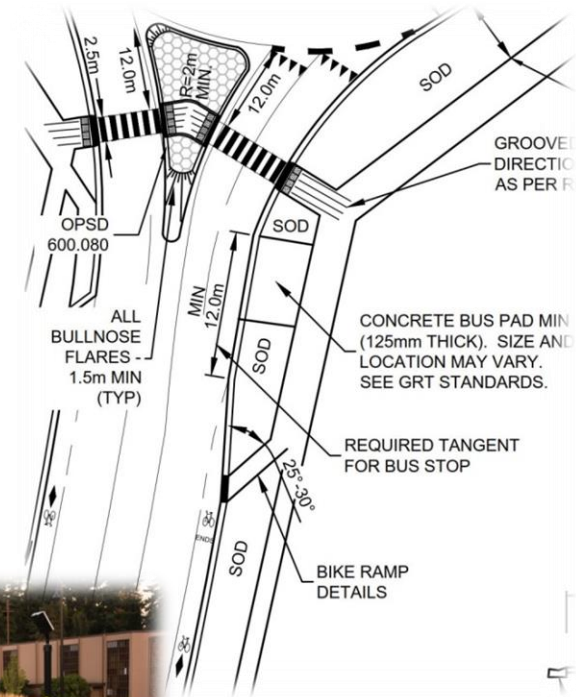 2.5m
12.0m
R=2m
MIN.
12.0m
SOD
GROOVED
AS PER
OPSD
600.080
SOD
MIN
12.0m
ALL
BULLNOSE
FLARES -
1.5m MIN
(TYP)
CONCRETE BUS PAD MIN
(125mm THICK). SIZE AND
LOCATION MAY VARY.
SEE GRT STANDARDS.
SOD
REQUIRED TANGENT
FOR BUS STOP
25°-30°
ENDS
SOD
BIKE RAMP
DETAILS